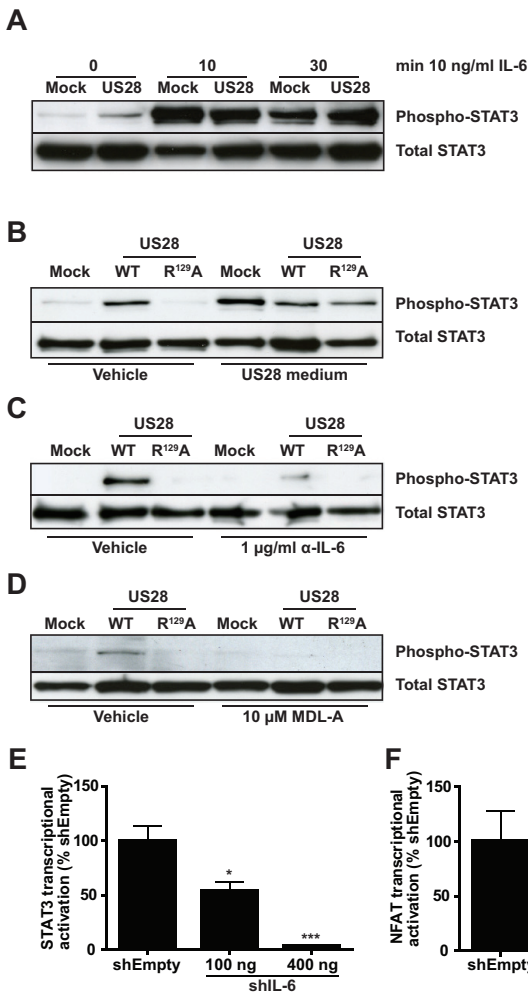 A
0 10 30 min 10 ng/ml IL-6
Mock US28 Mock US28 Mock US28
Phospho-STAT3
Total STAT3
B
US28 US28
Mock WT R¹²⁹A Mock WT R¹²⁹A
Phospho-STAT3
Total STAT3
Vehicle US28 medium
C
US28 US28
Mock WT R¹²⁹A Mock WT R¹²⁹A
Phospho-STAT3
Total STAT3
Vehicle 1 µg/ml α-IL-6
D
US28 US28
Mock WT R¹²⁹A Mock WT R¹²⁹A
Phospho-STAT3
Total STAT3
Vehicle 10 µM MDL-A
E
STAT3 transcriptional
activation (% shEmpty)
150
100
50
0
*
***
shEmpty 100 ng 400 ng
shIL-6
F
NFAT transcriptional
activation (% shEmpty)
150
100
50
0
shEmpty